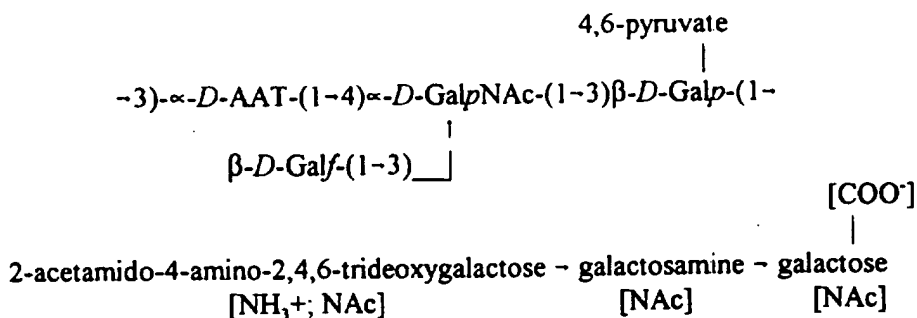 4,6-pyruvate
-3)-∝-D-AAT-(1-4)∝-D-GalpNAc-(1-3)β-D-Galp-(1-
β-D-Galf-(1-3)
[COO-]
2-acetamido-4-amino-2,4,6-trideoxygalactose - galactosamine - galactose
[NH3+; NAc] [NAc] [NAc]